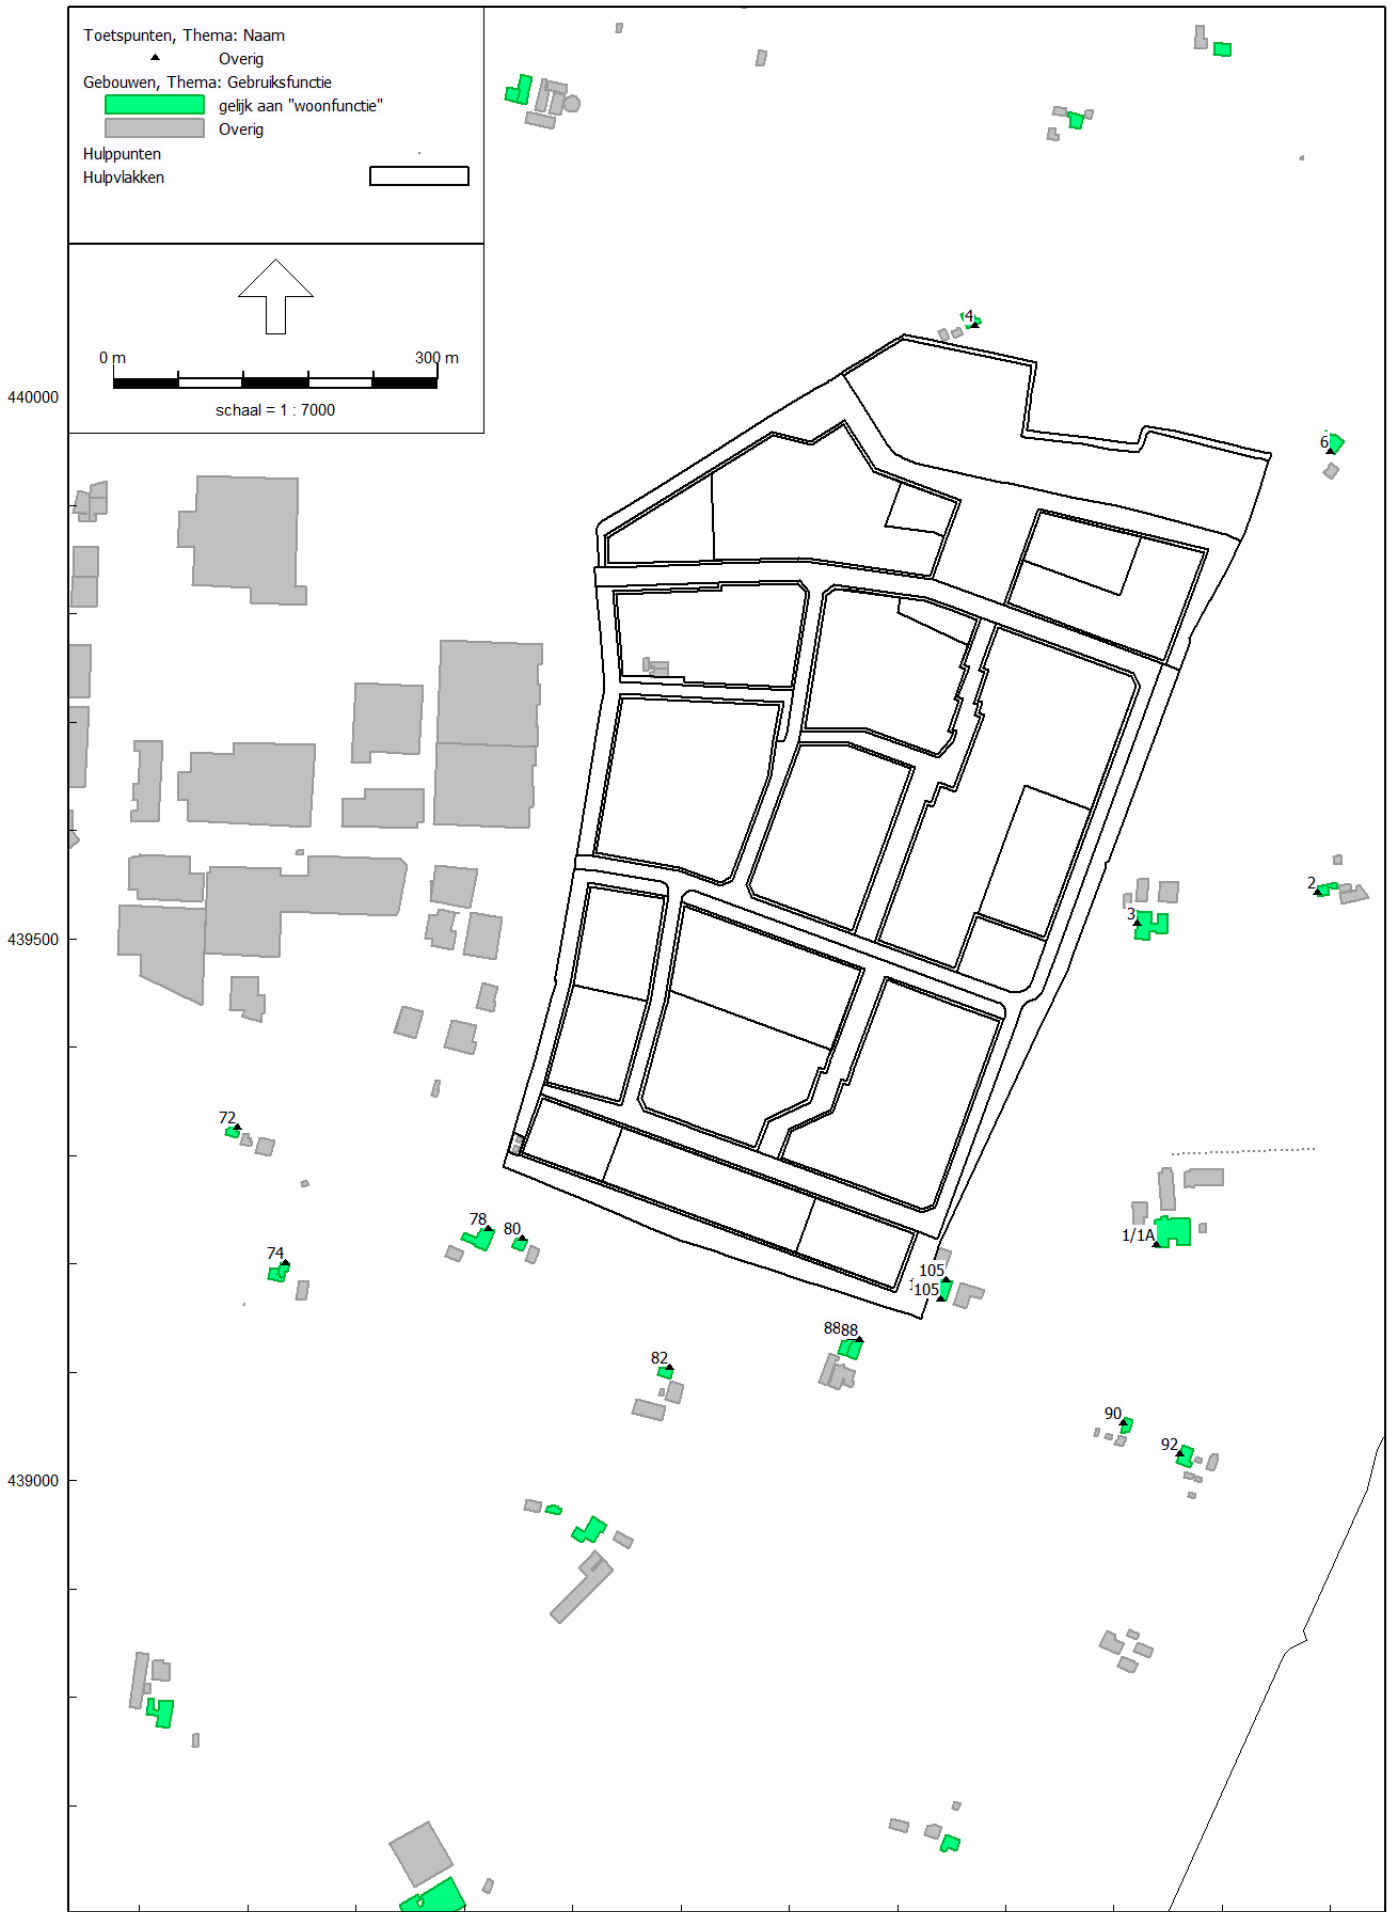 Toetspunten, Thema: Naam
Overig
Gebouwen, Thema: Gebruiksfunctie
gelijk aan "woonfunctie"
Overig
Hulppunten
Hulpvlakken
0 m 300 m
schaal = 1 : 7000
4
440000
6
2
3
439500
72
78
80
1/1A
74
105
105
8888
82
90
92
439000